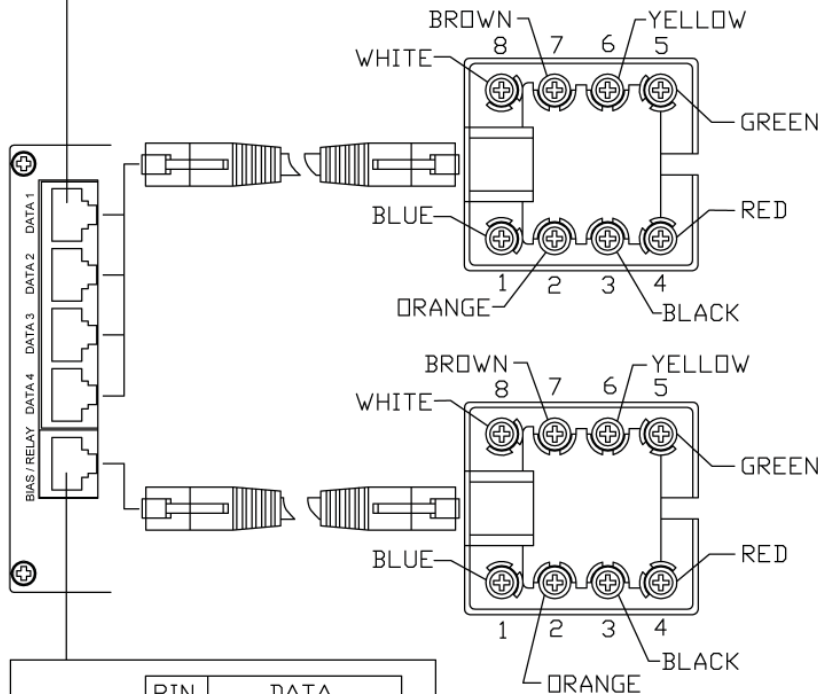 BROWN
YELLOW
8 7 6 5
WHITE
GREEN
DATA 1
BLUE
RED
DATA 2
1 2 3 4
ORANGE
BLACK
DATA 3
BROWN
YELLOW
DATA 4
8 7 6 5
WHITE
BIAS / RELAY
GREEN
BLUE
RED
1 2 3 4
BLACK
ORANGE
PIN DATA